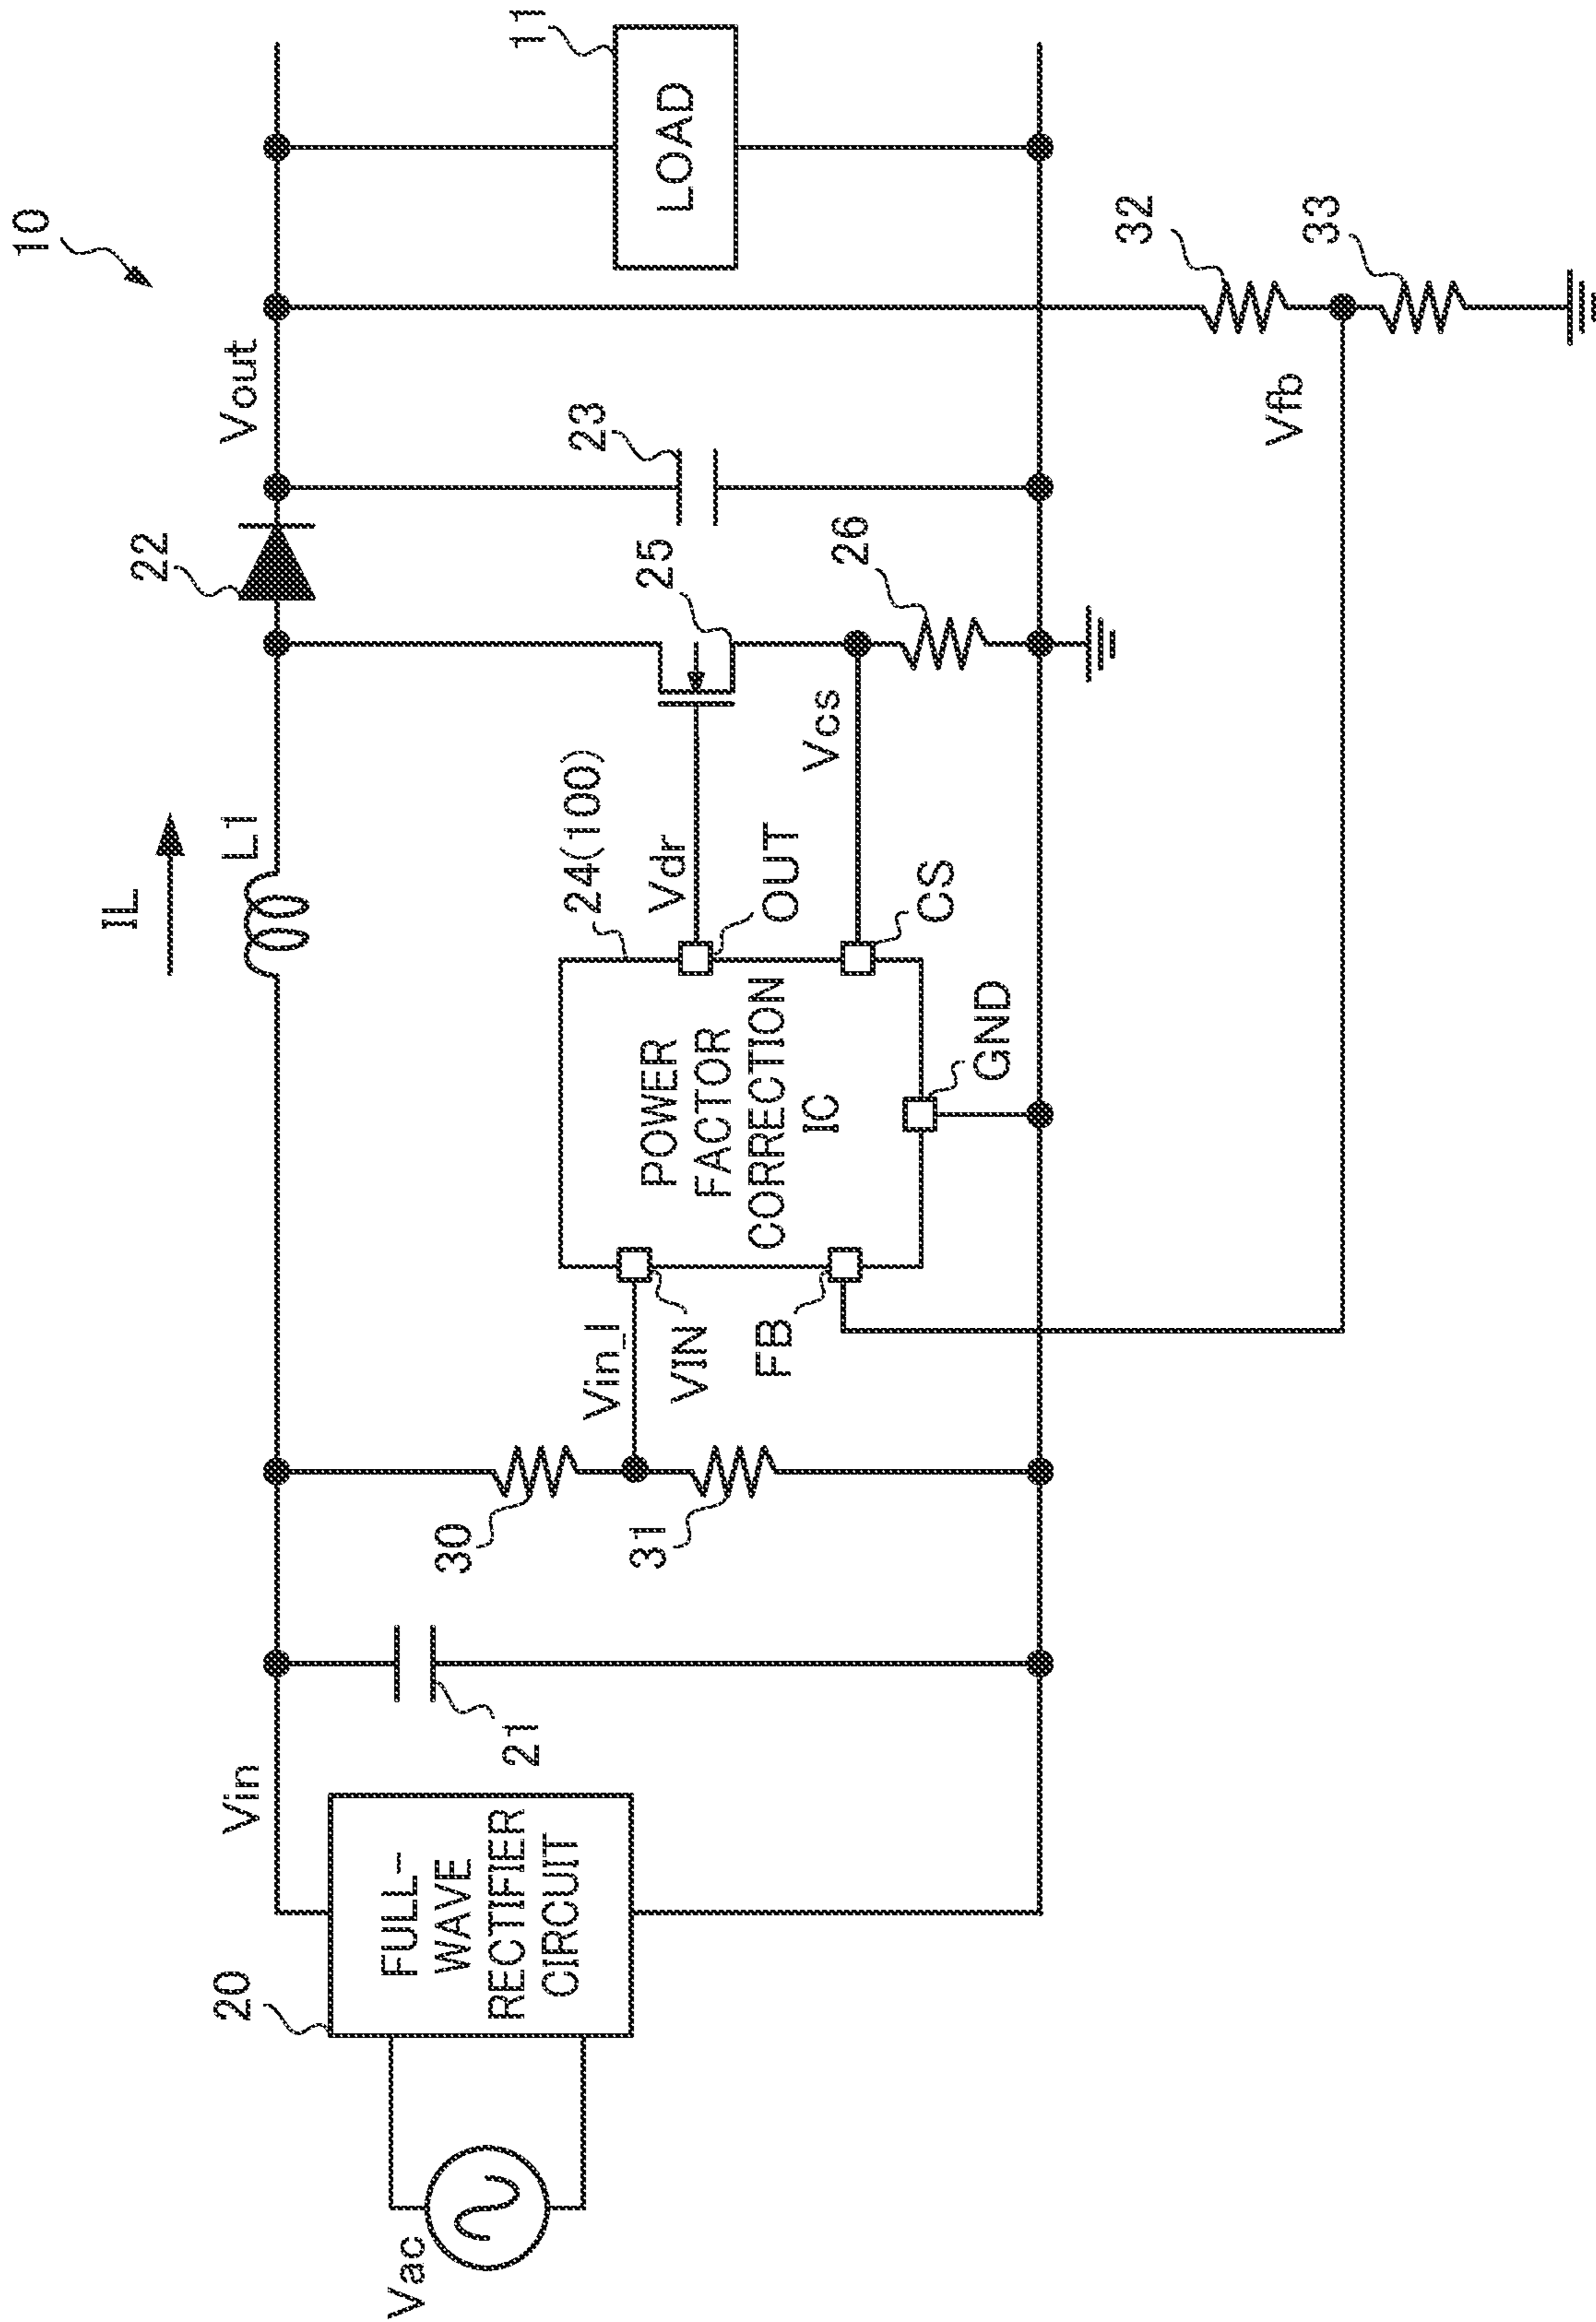 10
IL
L1
22
Vout
11
LOAD
20
Vin
FULL-
WAVE
RECTIFIER
CIRCUIT
Vac
21
30
31
Vin_I
VIN
FB
POWER
FACTOR
CORRECTION
IC
24(100)
Vdr
OUT
CS
GND
Vcs
25
26
23
32
33
Vfb